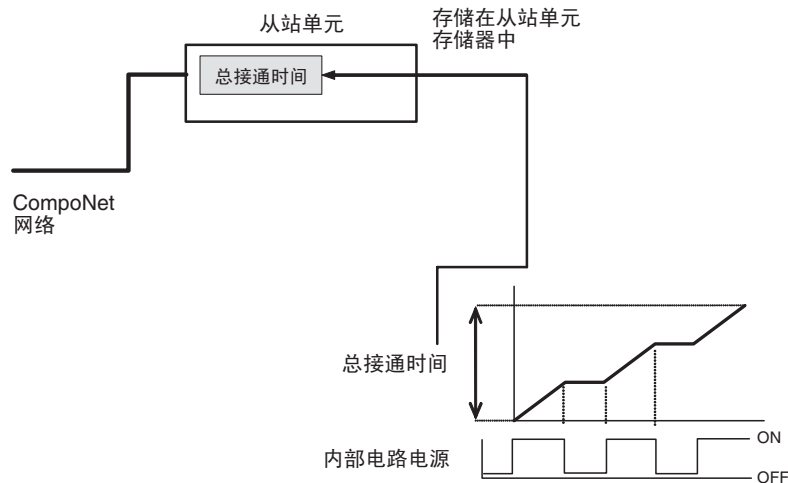 从站单元
存储在从站单元
存储器中
总接通时间
CompoNet
网络
总接通时间
内部电路电源
ON
OFF